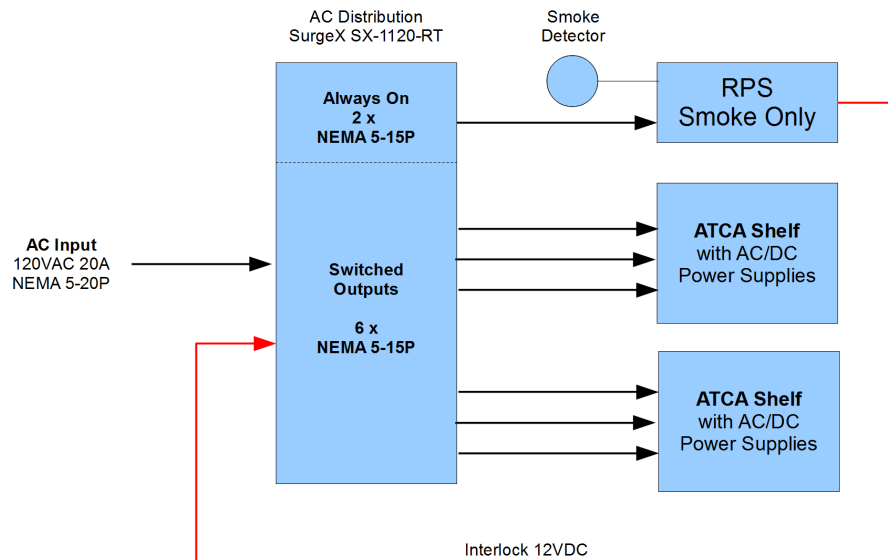 AC Distribution
SurgeX SX-1120-RT
Smoke
Detector
Always On
2 x
NEMA 5-15P
RPS
Smoke Only
AC Input
120VAC 20A
NEMA 5-20P
Switched
Outputs
6 x
NEMA 5-15P
ATCA Shelf
with AC/DC
Power Supplies
ATCA Shelf
with AC/DC
Power Supplies
Interlock 12VDC